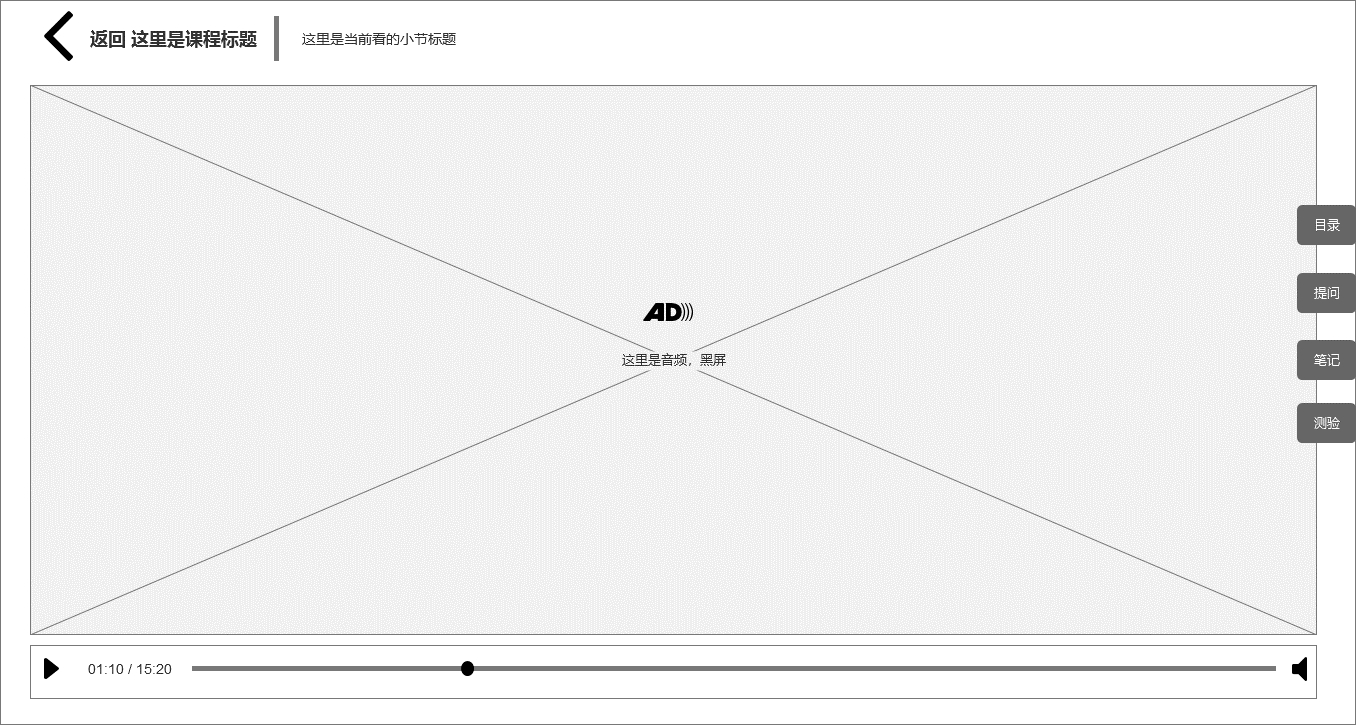 返回 这里是课程标题
这里是当前看的小节标题
目录
提问
AD
这里是音频，黑屏
笔记
测验
01:10 / 15:20